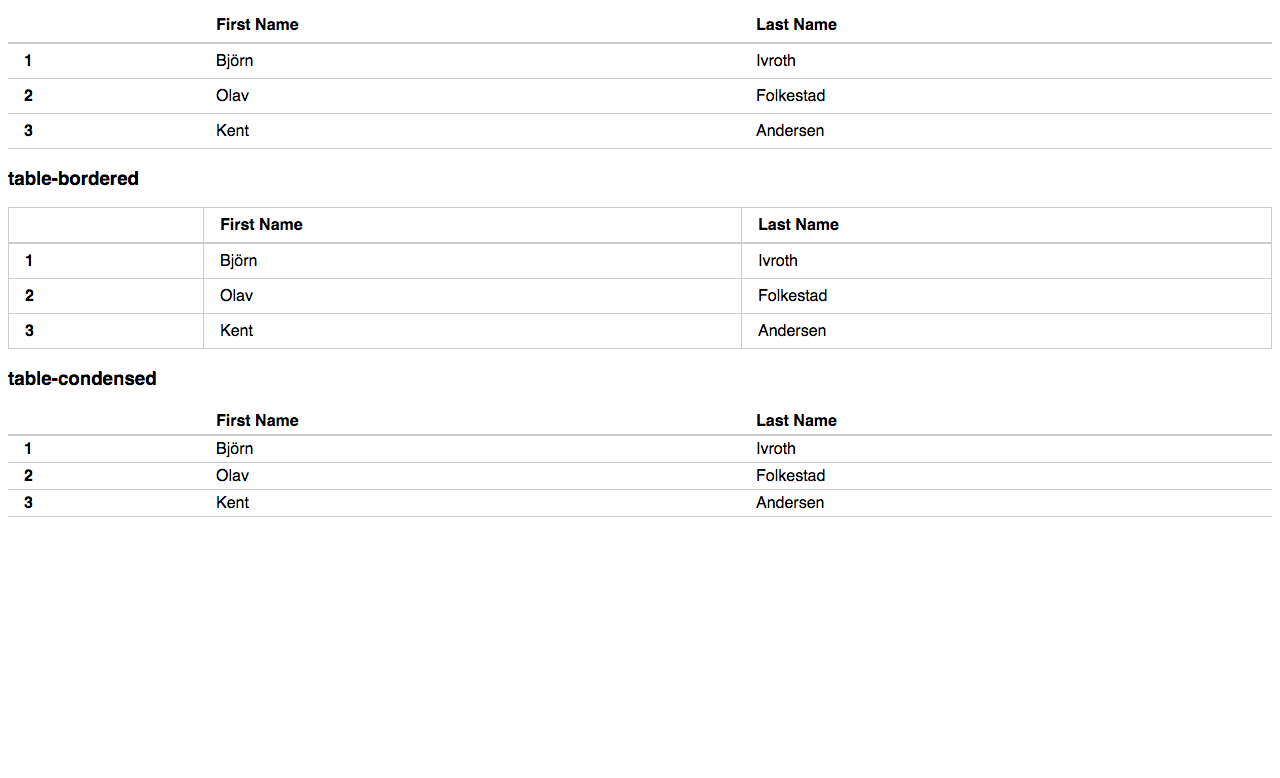 First Name Last Name
1 Björn Ivroth
2 Olav Folkestad
3 Kent Andersen
table-bordered
First Name Last Name
1 Björn Ivroth
2 Olav Folkestad
3 Kent Andersen
table-condensed
First Name Last Name
1 Björn Ivroth
2 Olav Folkestad
3 Kent Andersen